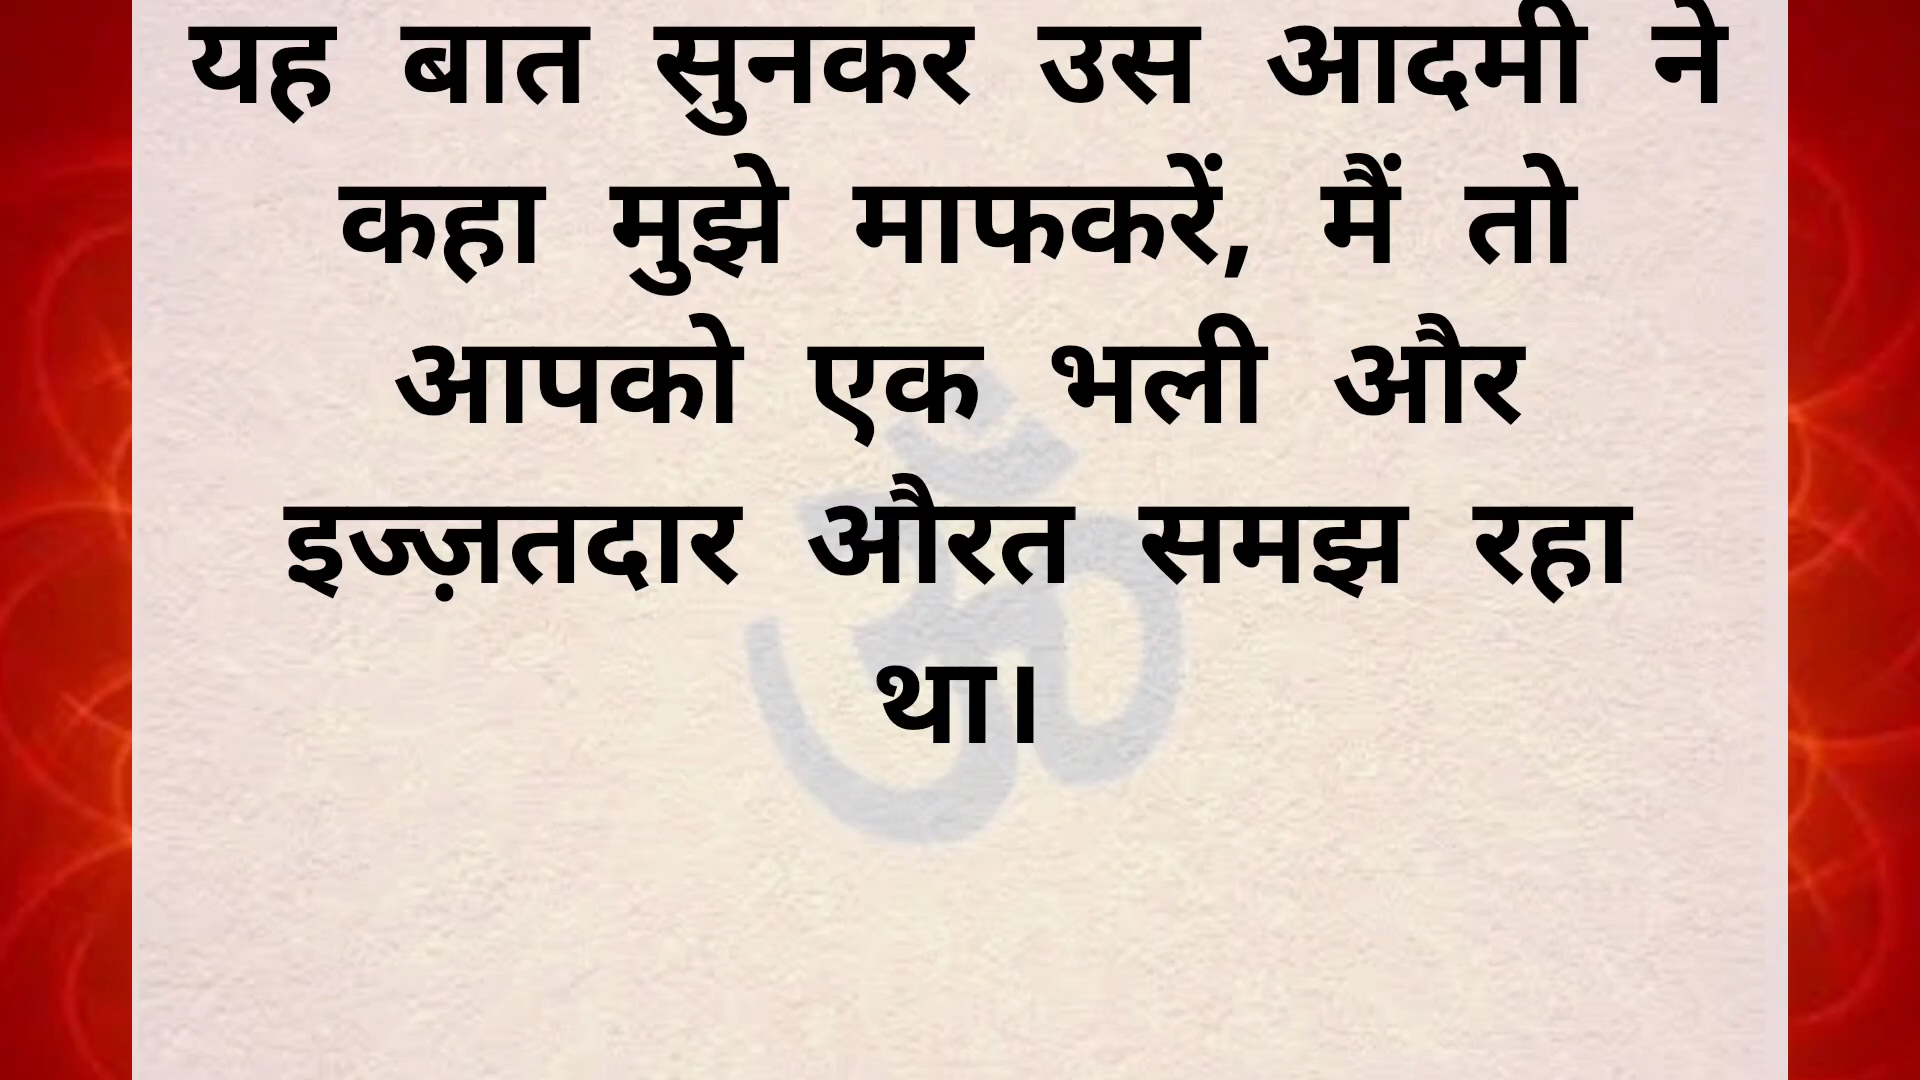 यह बात सुनकर उस आदमी ने
कहा मुझे माफकरें, मैं तो
आपको एक भली और
इज्ज़तदार औरत समझ रहा
था।
ॐ